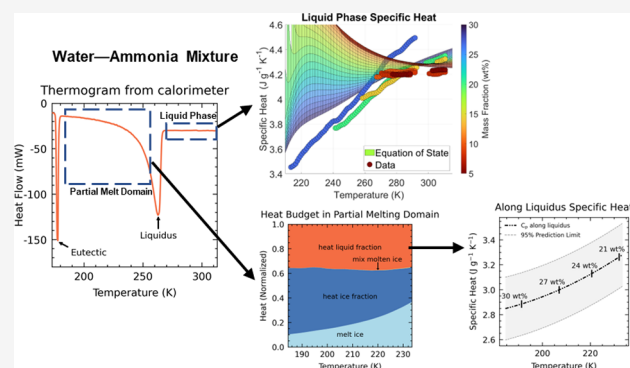 Water—Ammonia Mixture
Thermogram from calorimeter
0
-50
-100
-150
Heat Flow (mW)
200
250
300
Temperature (K)
Liquid Phase
Partial Melt Domain
Eutectic
Liquidus
Liquid Phase Specific Heat
4.6
4.4
4.2
4.0
3.8
3.6
3.4
Specific Heat (J g⁻¹ K⁻¹)
220
240
260
280
300
Temperature (K)
Equation of State
Data
30
25
20
15
10
5
Mass Fraction (wt%)
Heat Budget in Partial Melting Domain
1.0
0.8
0.6
0.4
0.2
0.0
Heat (Normalized)
heat liquid fraction
mix molten ice
heat ice fraction
melt ice
190
200
210
220
230
Temperature (K)
Along Liquidus Specific Heat
3.4
3.2
3.0
2.8
2.6
Specific Heat (J g⁻¹ K⁻¹)
Cₚ along liquidus
95% Prediction Limit
30 wt%
27 wt%
24 wt%
21 wt%
200
220
Temperature (K)